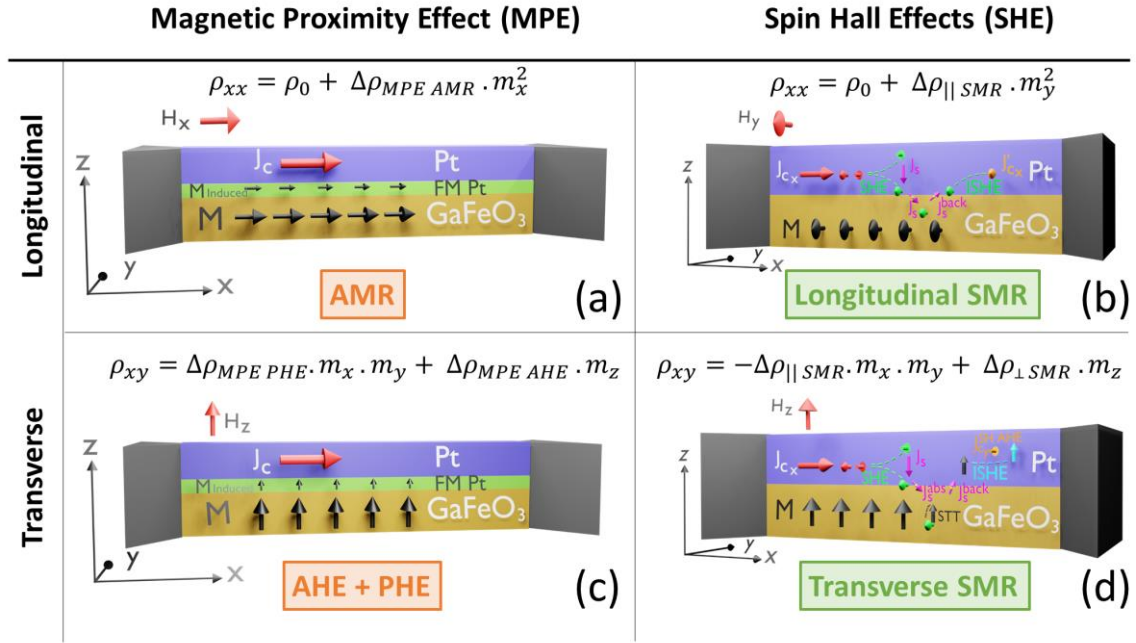 Magnetic Proximity Effect (MPE)
Spin Hall Effects (SHE)
Longitudinal
ρxx = ρ0 + ΔρMPE AMR . mx²
Hx
z
Jc
Pt
M Induced
FM Pt
M
GaFeO3
y
x
AMR
(a)
ρxx = ρ0 + Δρ|| SMR . my²
Hy
z
Jcx
Js
SHE
ISHE
Jcx
Pt
Js
Jsback
M
GaFeO3
y
x
Longitudinal SMR
(b)
Transverse
ρxy = ΔρMPE PHE . mx . my + ΔρMPE AHE . mz
Hz
z
Jc
Pt
M Induced
FM Pt
M
GaFeO3
y
x
AHE + PHE
(c)
ρxy = −Δρ|| SMR . mx . my + Δρ⊥ SMR . mz
Hz
z
Jcx
Js
SHE
ISHE
Pt
Jsabs
Jsback
M
STT
GaFeO3
y
x
Transverse SMR
(d)